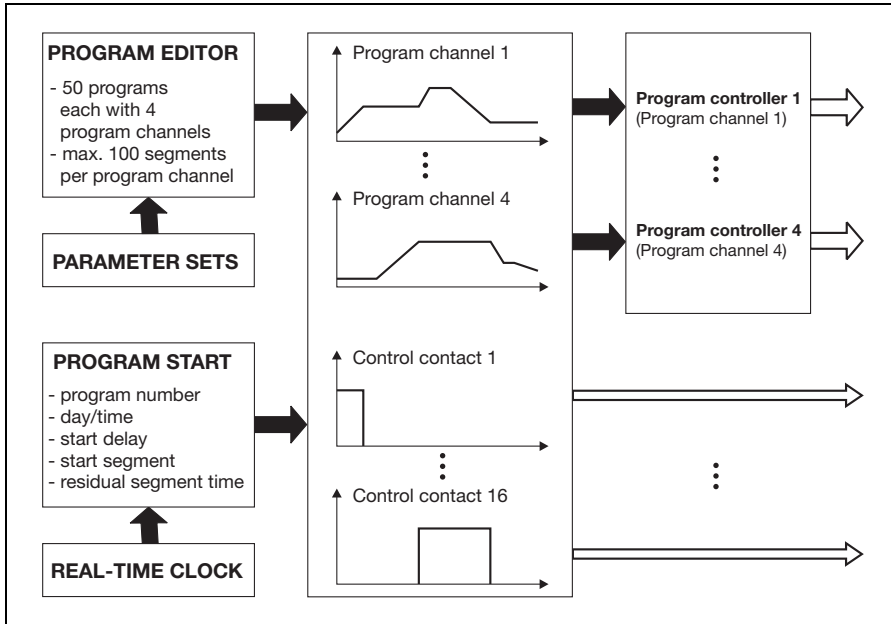 PROGRAM EDITOR
- 50 programs
each with 4
program channels
- max. 100 segments
per program channel
PARAMETER SETS
PROGRAM START
- program number
- day/time
- start delay
- start segment
- residual segment time
REAL-TIME CLOCK
Program channel 1
Program channel 4
Control contact 1
Control contact 16
Program controller 1
(Program channel 1)
Program controller 4
(Program channel 4)